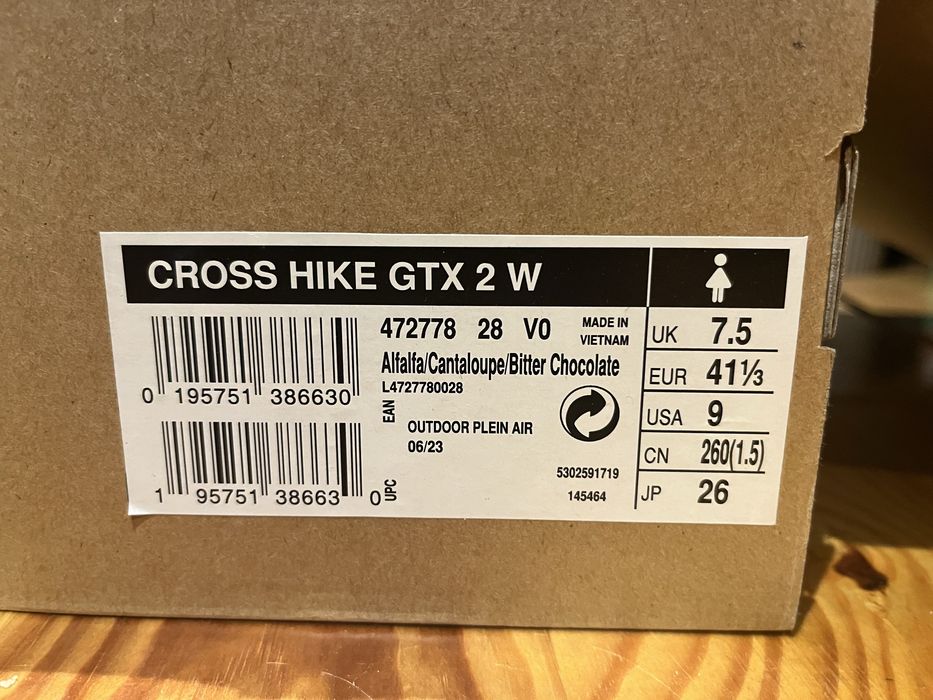 CROSS HIKE GTX 2 W
0 195751 386630
472778 28 V0
MADE IN
VIETNAM
Alfalfa/Cantaloupe/Bitter Chocolate
L4727780028
EAN
OUTDOOR PLEIN AIR
06/23
1 95751 38663 0
UPC
5302591719
145464
UK 7.5
EUR 41⅓
USA 9
CN 260(1.5)
JP 26